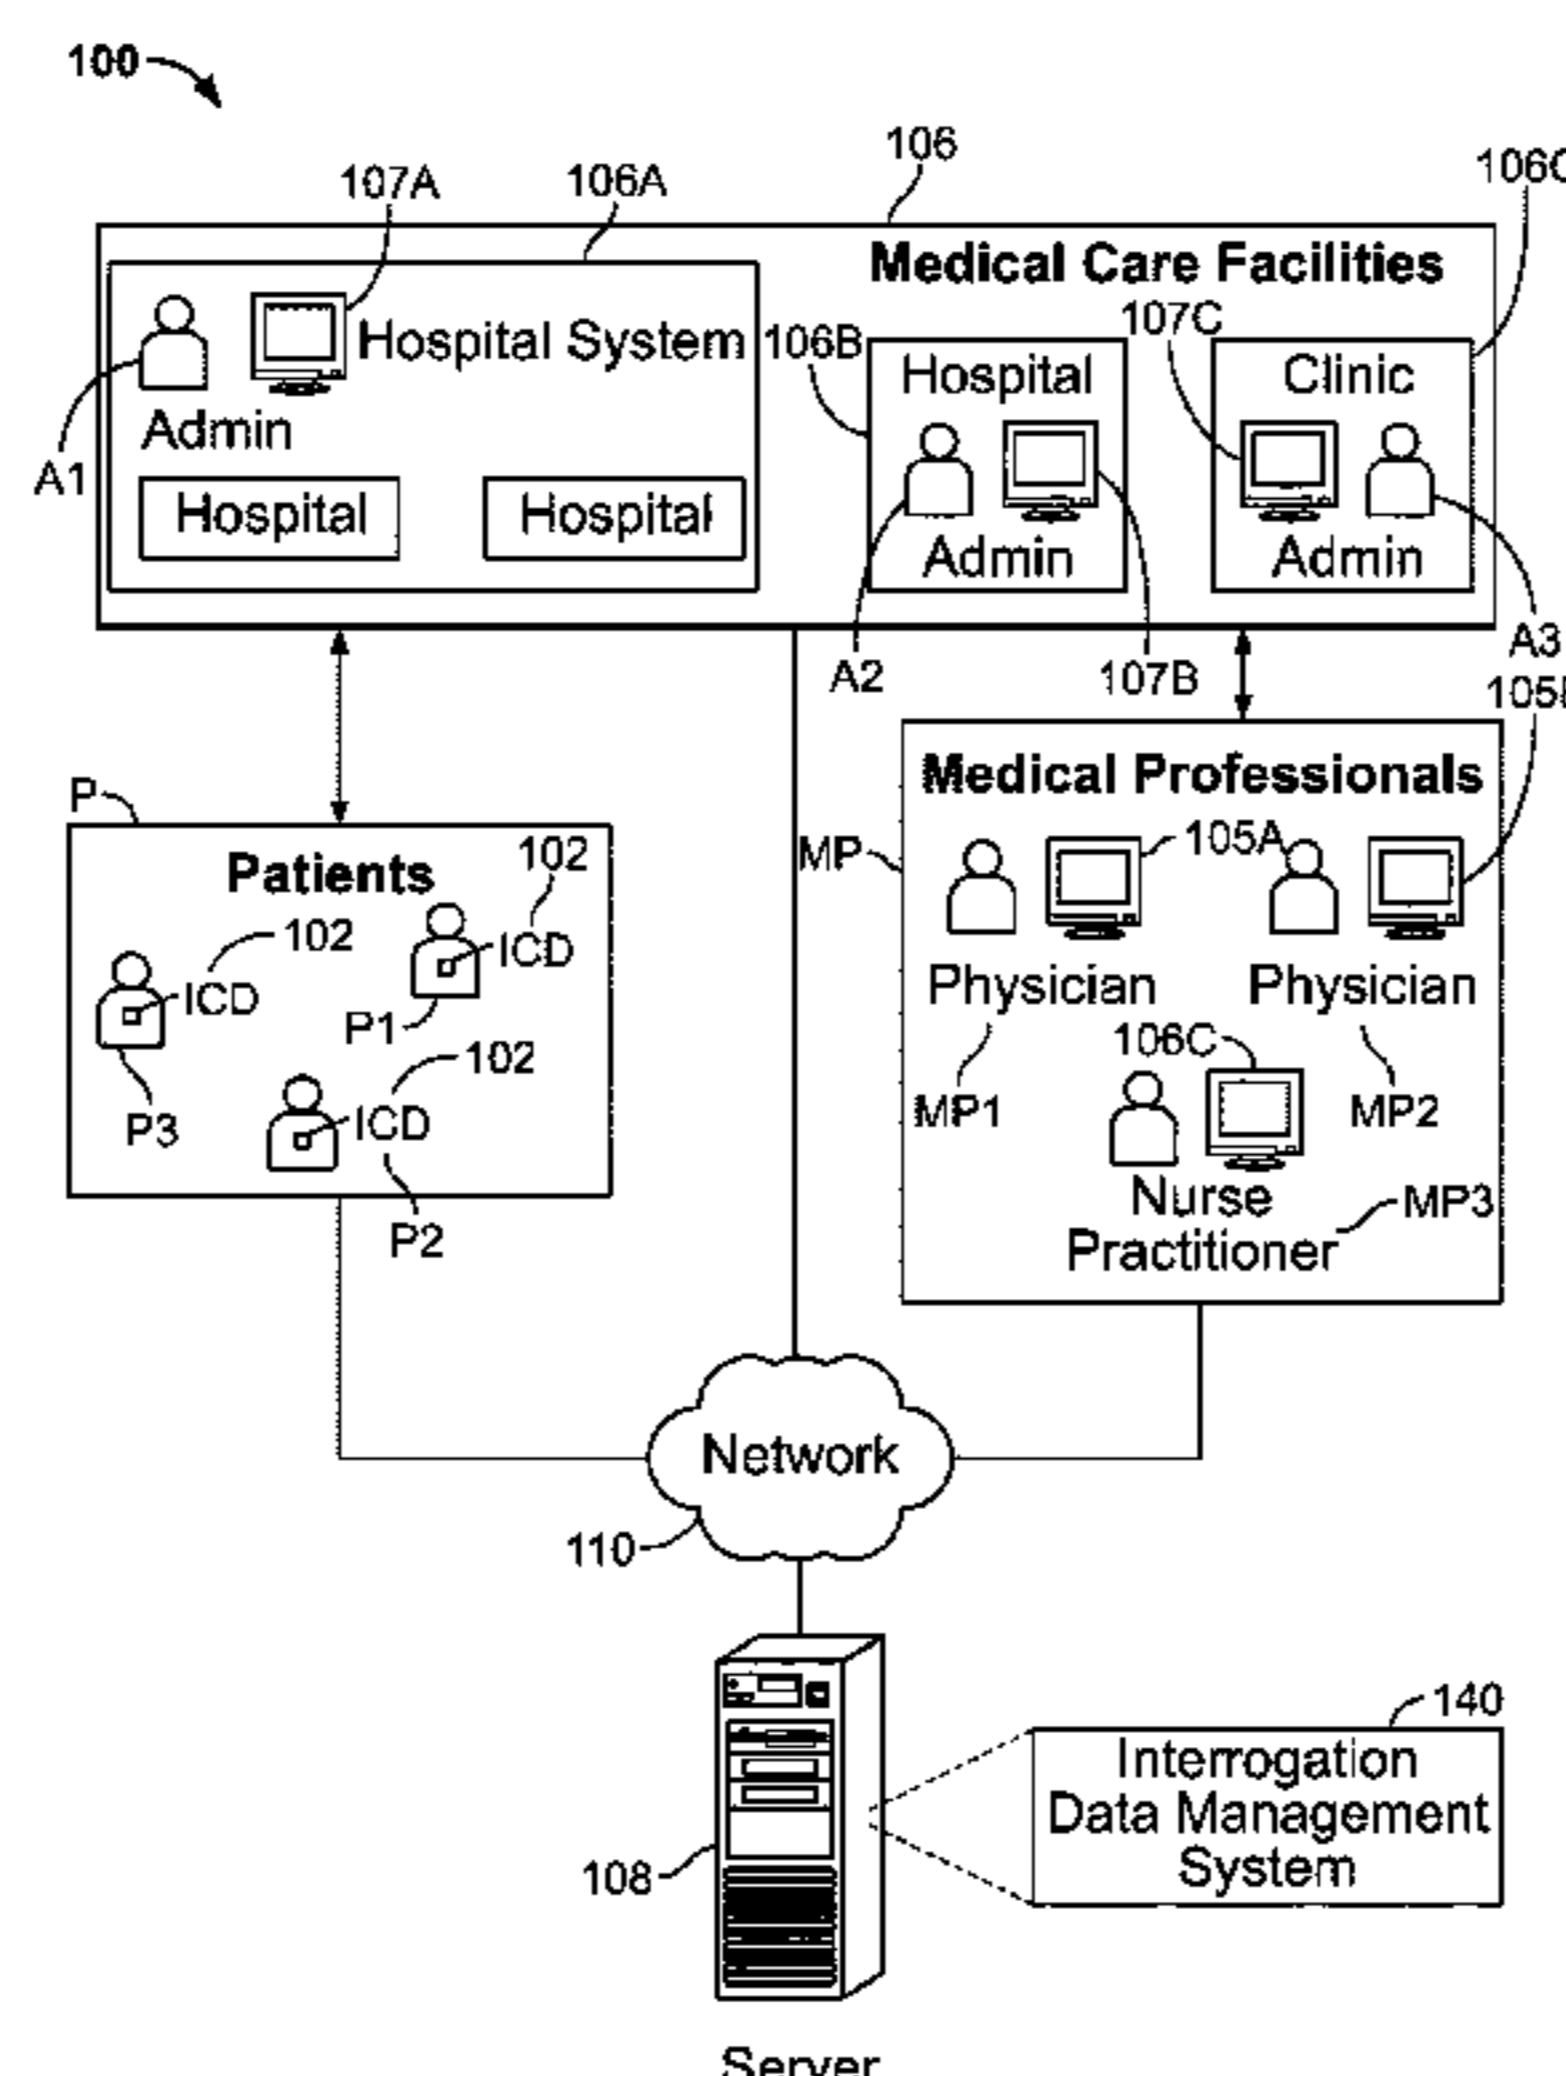 100
106
106C
107A
106A
Medical Care Facilities
107C
Hospital System
106B
Hospital
Clinic
Admin
A1
Hospital
Hospital
Admin
Admin
A3
A2
107B
P
Medical Professionals
MP
105A
Patients
102
102
ICD
ICD
Physician
Physician
P1
106C
102
MP1
MP2
P3
ICD
Nurse
MP3
P2
Practitioner
Network
110
140
Interrogation
Data Management
System
108
Server